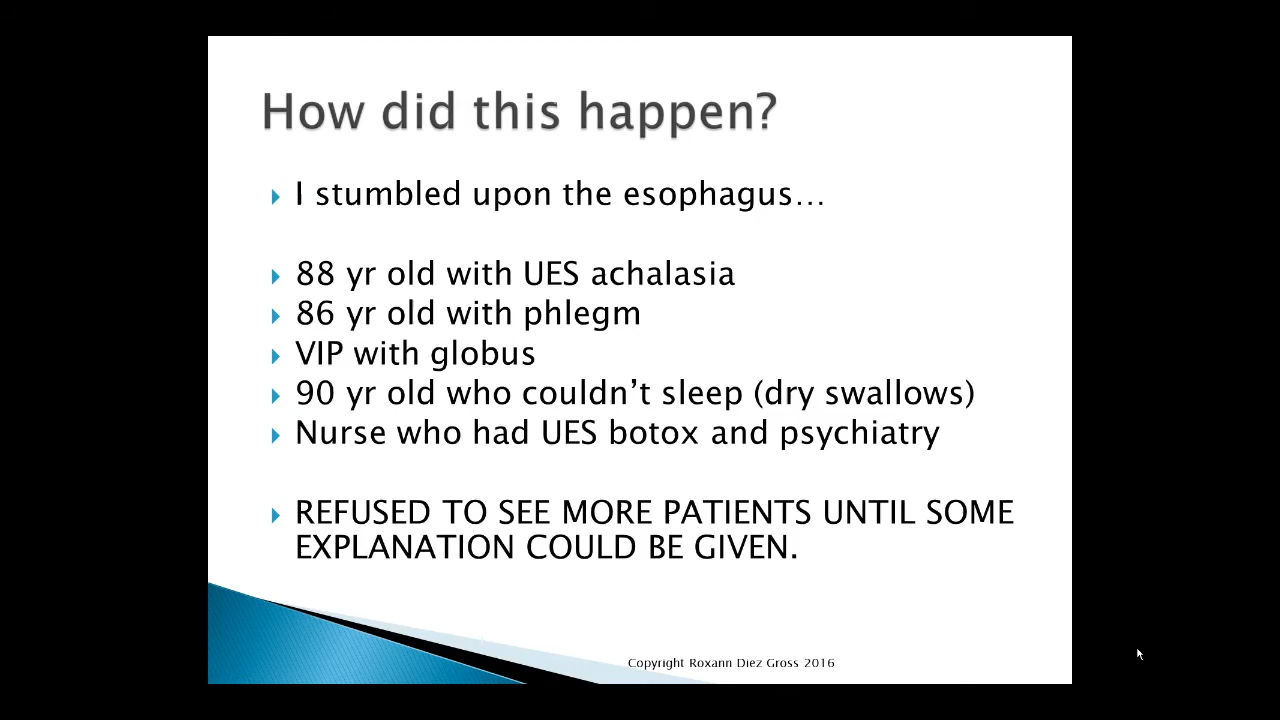 How did this happen?
I stumbled upon the esophagus…
88 yr old with UES achalasia
86 yr old with phlegm
VIP with globus
90 yr old who couldn’t sleep (dry swallows)
Nurse who had UES botox and psychiatry
REFUSED TO SEE MORE PATIENTS UNTIL SOME
EXPLANATION COULD BE GIVEN.
Copyright Roxann Diez Gross 2016